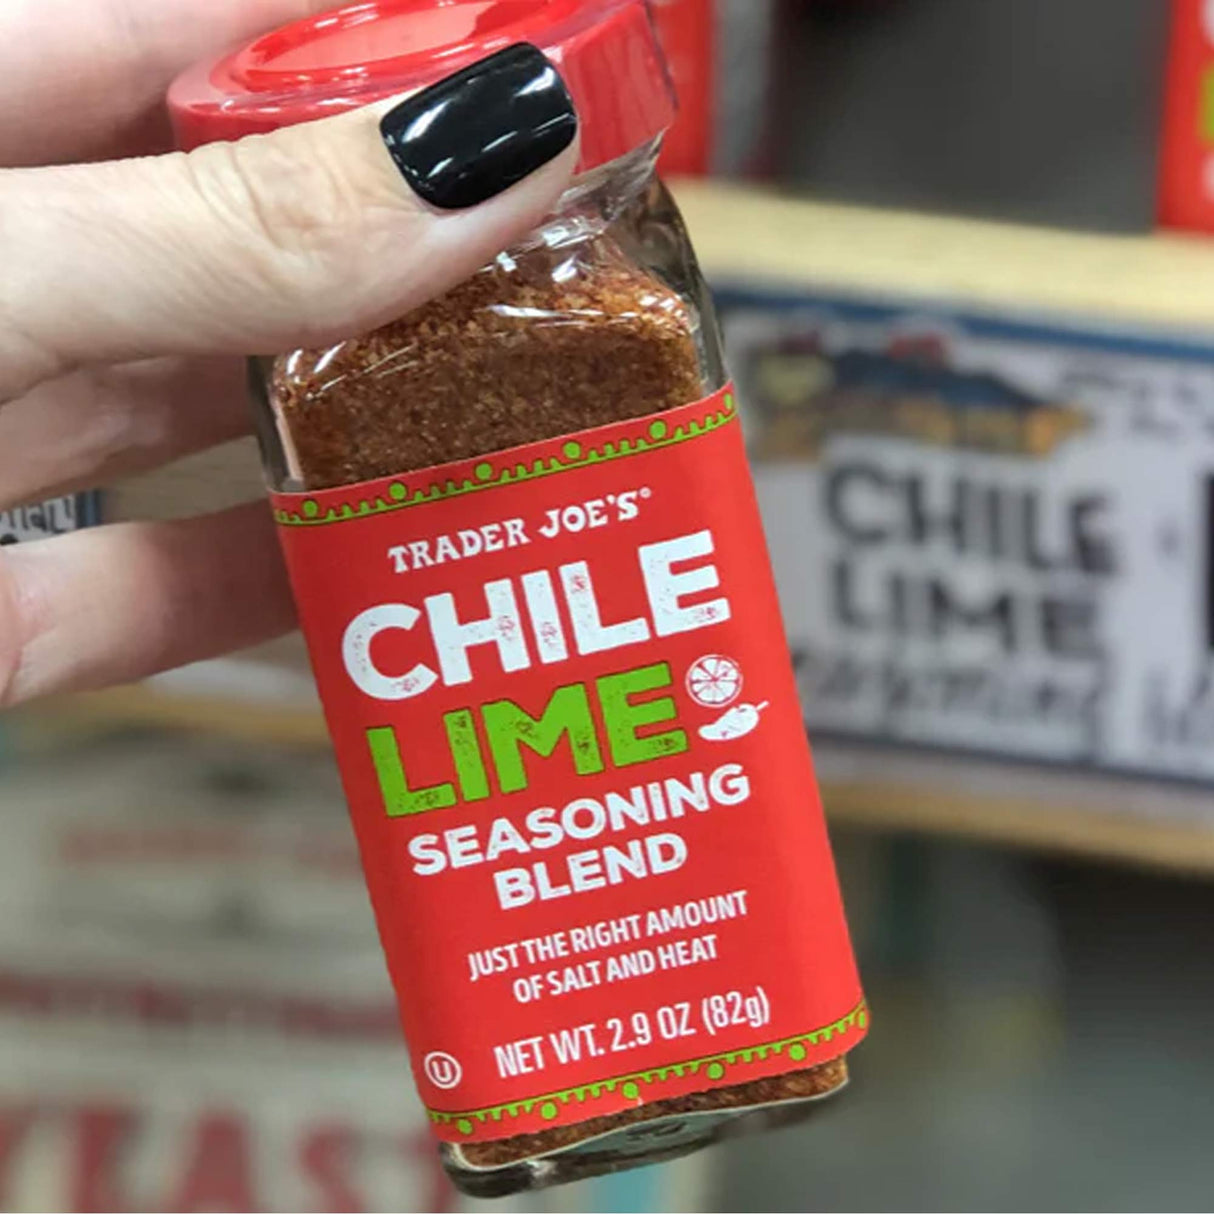 TRADER JOE'S®
CHILE
LIME
SEASONING
BLEND
JUST THE RIGHT AMOUNT
OF SALT AND HEAT
NET WT. 2.9 OZ (82g)
U
CHILE
LIME